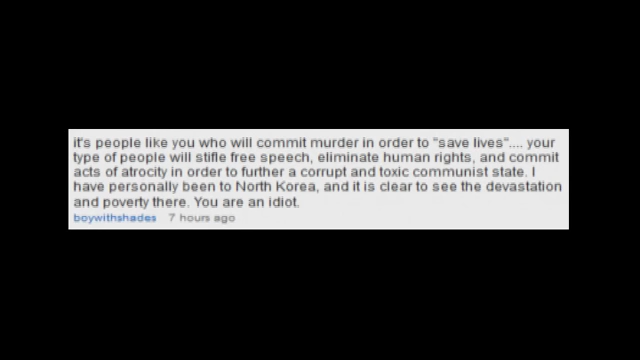 it's people like you who will commit murder in order to "save lives".... your
type of people will stifle free speech, eliminate human rights, and commit
acts of atrocity in order to further a corrupt and toxic communist state. I
have personally been to North Korea, and it is clear to see the devastation
and poverty there. You are an idiot.
boywithshades 7 hours ago